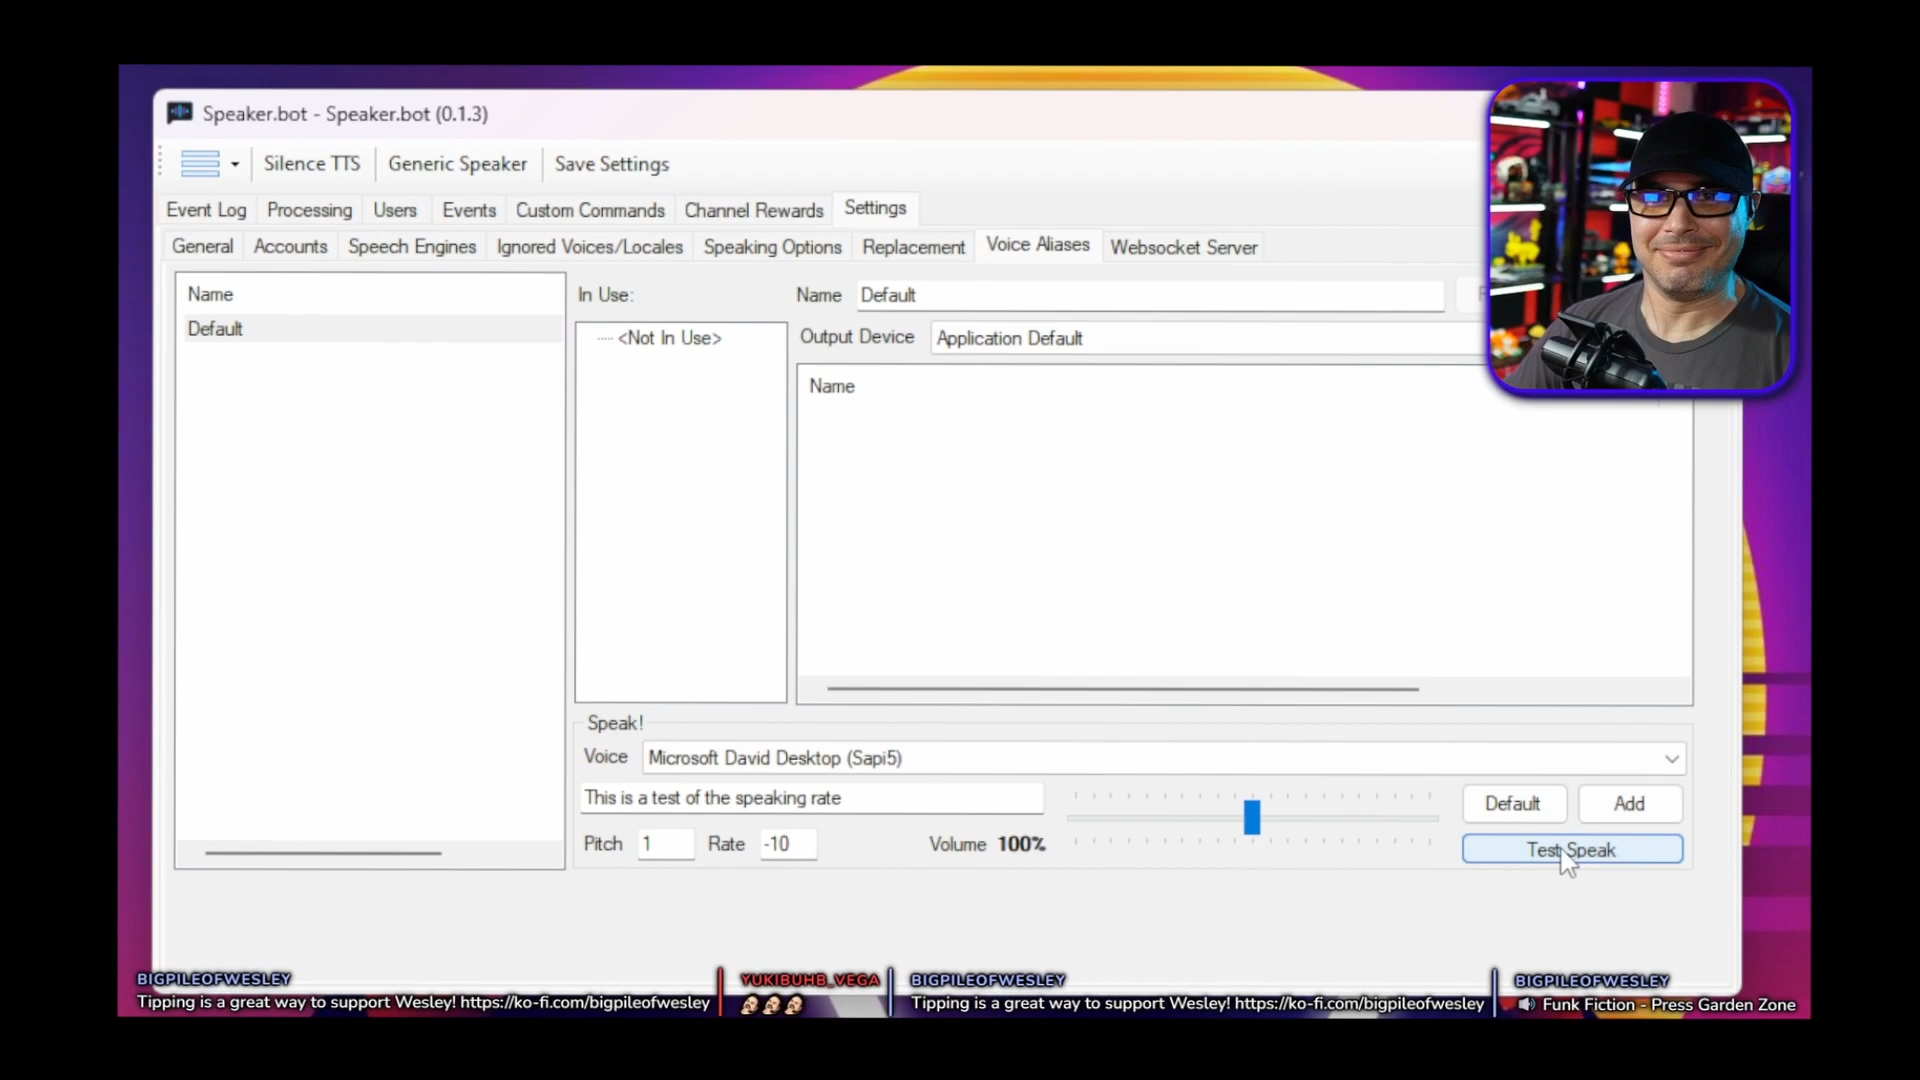 Speaker.bot - Speaker.bot (0.1.3)
Silence TTS Generic Speaker Save Settings
Event Log Processing Users Events Custom Commands Channel Rewards Settings
General Accounts Speech Engines Ignored Voices/Locales Speaking Options Replacement Voice Aliases Websocket Server
Name
Default
In Use:
<Not In Use>
Name Default
Output Device Application Default
Name
Speak!
Voice Microsoft David Desktop (Sapi5)
This is a test of the speaking rate
Default Add
Pitch 1 Rate -10 Volume 100%
Test Speak
BIGPILEOFWESLEY
Tipping is a great way to support Wesley! https://ko-fi.com/bigpileofwesley
YUKIBUHB_VEGA
BIGPILEOFWESLEY
Tipping is a great way to support Wesley! https://ko-fi.com/bigpileofwesley
BIGPILEOFWESLEY
Funk Fiction - Press Garden Zone